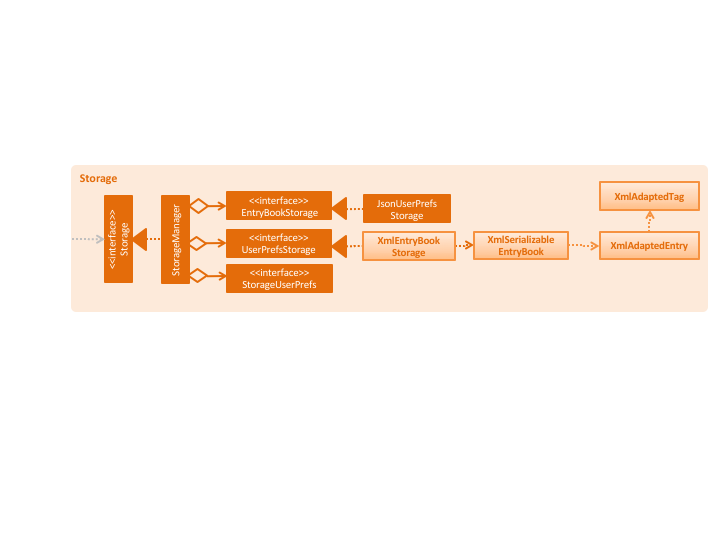 Storage
<<interface>>
Storage
StorageManager
<<interface>>
EntryBookStorage
<<interface>>
UserPrefsStorage
<<interface>>
StorageUserPrefs
JsonUserPrefs
Storage
XmlEntryBook
Storage
XmlSerializable
EntryBook
XmlAdaptedTag
XmlAdaptedEntry